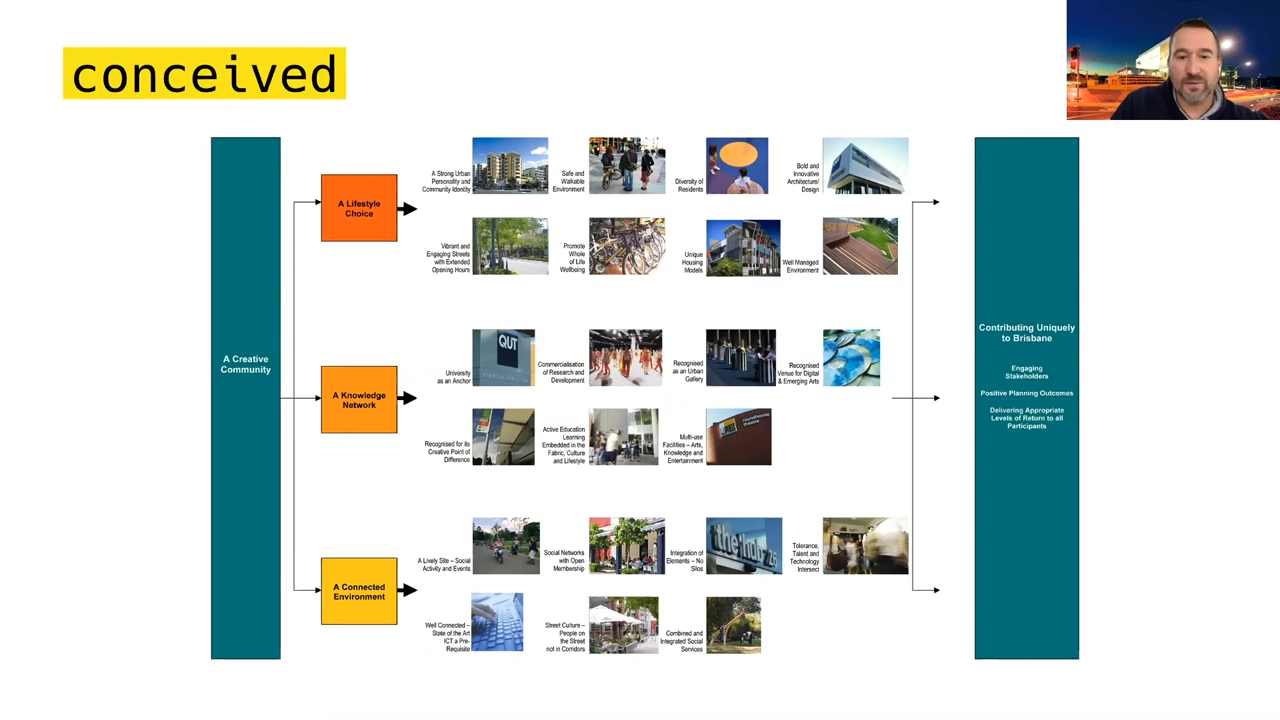 conceived
A Creative
Community
A Lifestyle
Choice
A Strong Urban
Personality and
Community Identity
Safe and
Walkable
Environment
Diversity of
Residents
Bold and
Innovative
Architecture/
Design
Vibrant and
Engaging Streets
with Extended
Opening Hours
Promote
Whole
of Life
Wellbeing
Unique
Housing
Models
Well Managed
Environment
A Knowledge
Network
University
as an Anchor
QUT
Commercialisation
of Research and
Development
Recognised
as an Urban
Gallery
Recognised
Venue for Digital
& Emerging Arts
Recognised for its
Creative Point of
Difference
Active Education
Learning
Embedded in the
Fabric, Culture
and Lifestyle
Multi-use
Facilities – Arts,
Knowledge and
Entertainment
roundhouse
theatre
A Connected
Environment
A Lively Site – Social
Activity and Events
Social Networks
with Open
Membership
Integration of
Elements – No
Silos
Tolerance,
Talent and
Technology
Intersect
Well Connected –
State of the Art
ICT a Pre-
Requisite
Street Culture –
People on
the Street
not in Corridors
Combined and
Integrated Social
Services
Contributing Uniquely
to Brisbane
Engaging
Stakeholders
Positive Planning Outcomes
Delivering Appropriate
Levels of Return to all
Participants